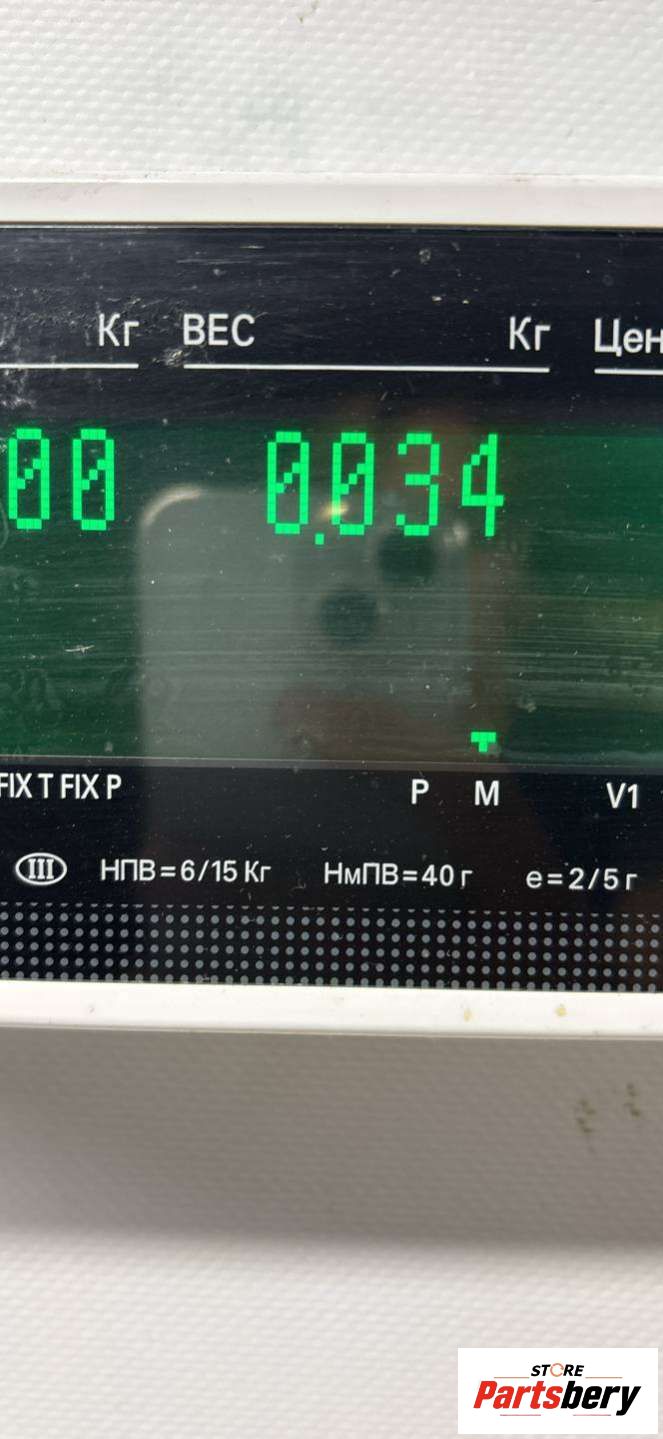 Кг ВЕС Кг Цен
00 0.034
FIX T FIX P P M V1
III НПВ=6/15 Кг НмПВ=40 г e=2/5 г
STORE
Partsbery